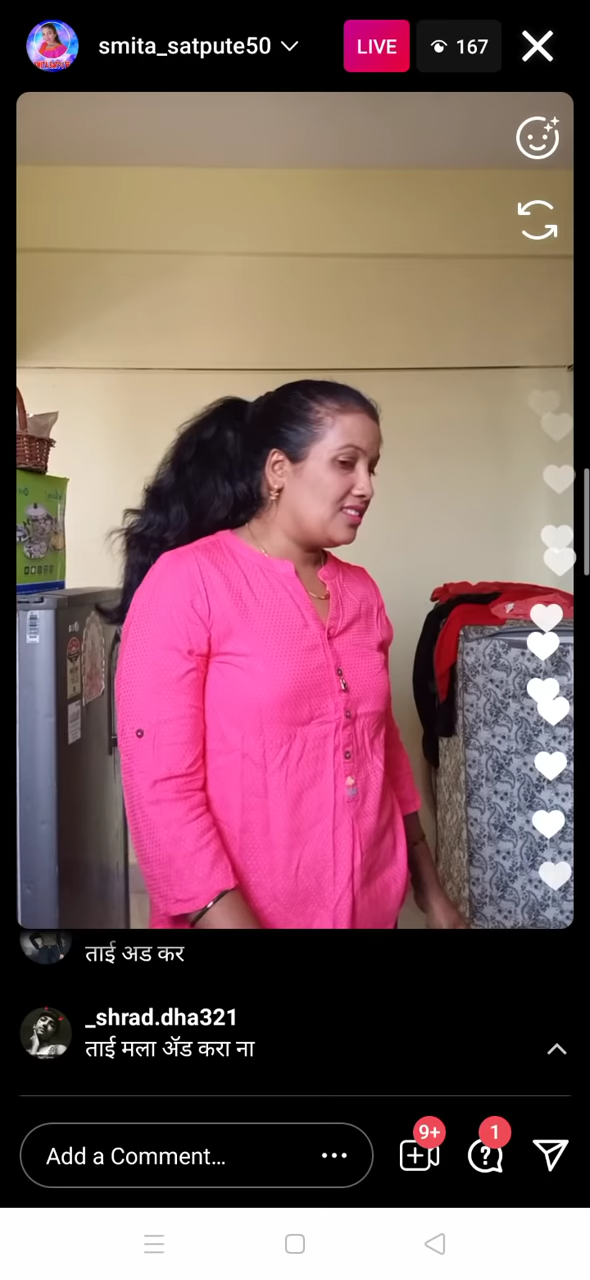 smita_satpute50
LIVE
167
ताई अड कर
_shrad.dha321
ताई मला ॲड करा ना
Add a Comment...
9+
1